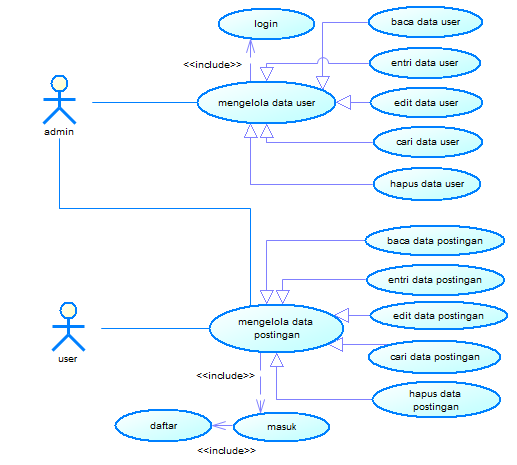 login
baca data user
<<include>>
entri data user
mengelola data user
edit data user
admin
cari data user
hapus data user
baca data postingan
entri data postingan
mengelola data
postingan
edit data postingan
user
cari data postingan
<<include>>
hapus data
postingan
daftar
masuk
<<include>>